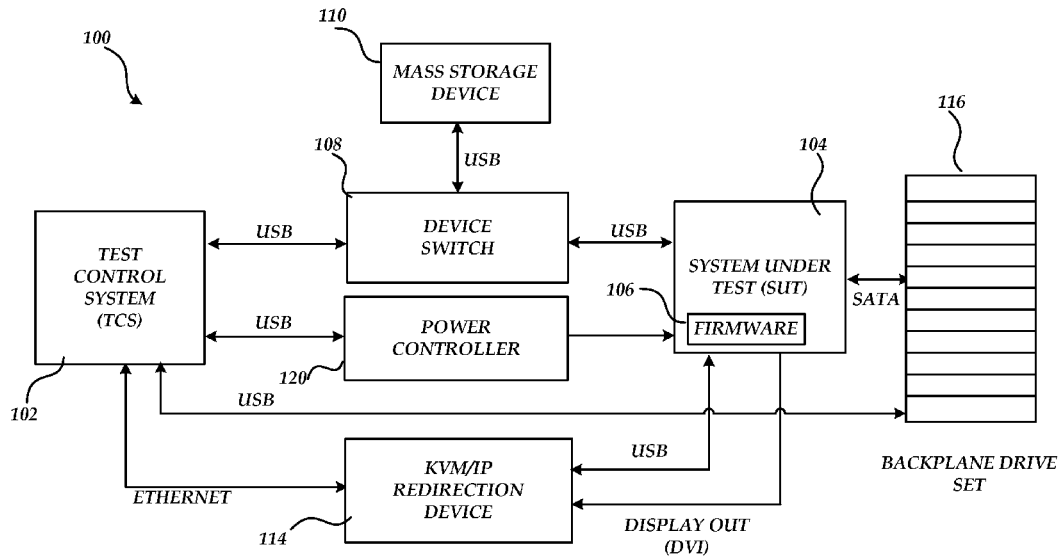 110
100
MASS STORAGE
DEVICE
116
108
USB
104
DEVICE
SWITCH
USB
USB
TEST
CONTROL
SYSTEM
(TCS)
SYSTEM UNDER
TEST (SUT)
SATA
106
FIRMWARE
USB
POWER
CONTROLLER
120
102
USB
KVM/IP
REDIRECTION
DEVICE
USB
BACKPLANE DRIVE
SET
ETHERNET
114
DISPLAY OUT
(DVI)